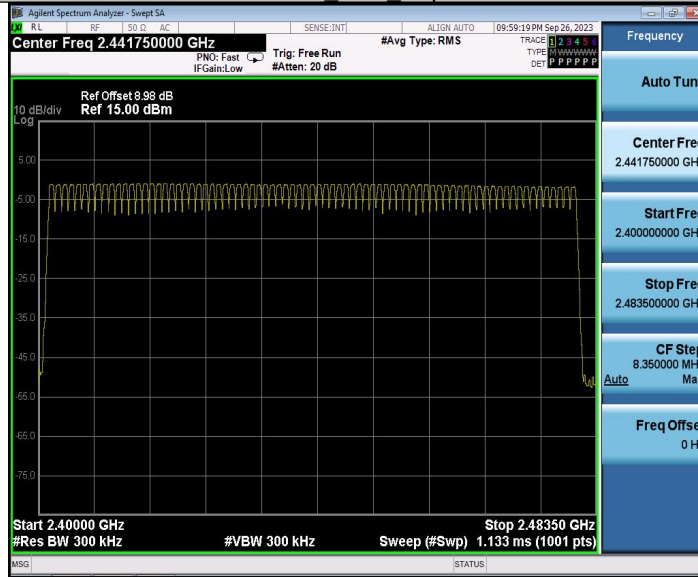 Agilent Spectrum Analyzer - Swept SA
LXI RL RF 50 Ω AC SENSE:INT ALIGN AUTO 09:59:19 PM Sep 26, 2023
Center Freq 2.441750000 GHz
PNO: Fast
IFGain:Low
Trig: Free Run
#Atten: 20 dB
#Avg Type: RMS
TRACE 1 2 3 4 5 6
TYPE M WWWWW
DET P P P P P P
Ref Offset 8.98 dB
10 dB/div Ref 15.00 dBm
Log
5.00
-5.00
-15.0
-25.0
-35.0
-45.0
-55.0
-65.0
-75.0
Start 2.40000 GHz Stop 2.48350 GHz
#Res BW 300 kHz #VBW 300 kHz Sweep (#Swp) 1.133 ms (1001 pts)
MSG STATUS
Frequency
Auto Tun
Center Fre
2.441750000 GH
Start Fre
2.400000000 GH
Stop Fre
2.483500000 GH
CF Ste
8.350000 MH
Auto Ma
Freq Offse
0 H